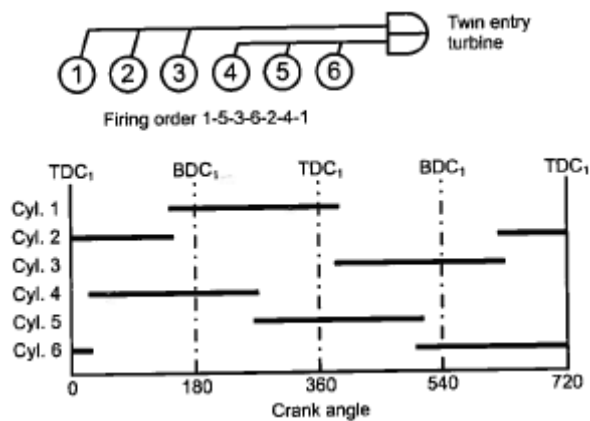 Twin entry
turbine
1 2 3 4 5 6
Firing order 1-5-3-6-2-4-1
TDC₁ BDC₁ TDC₁ BDC₁ TDC₁
Cyl. 1
Cyl. 2
Cyl. 3
Cyl. 4
Cyl. 5
Cyl. 6
0 180 360 540 720
Crank angle